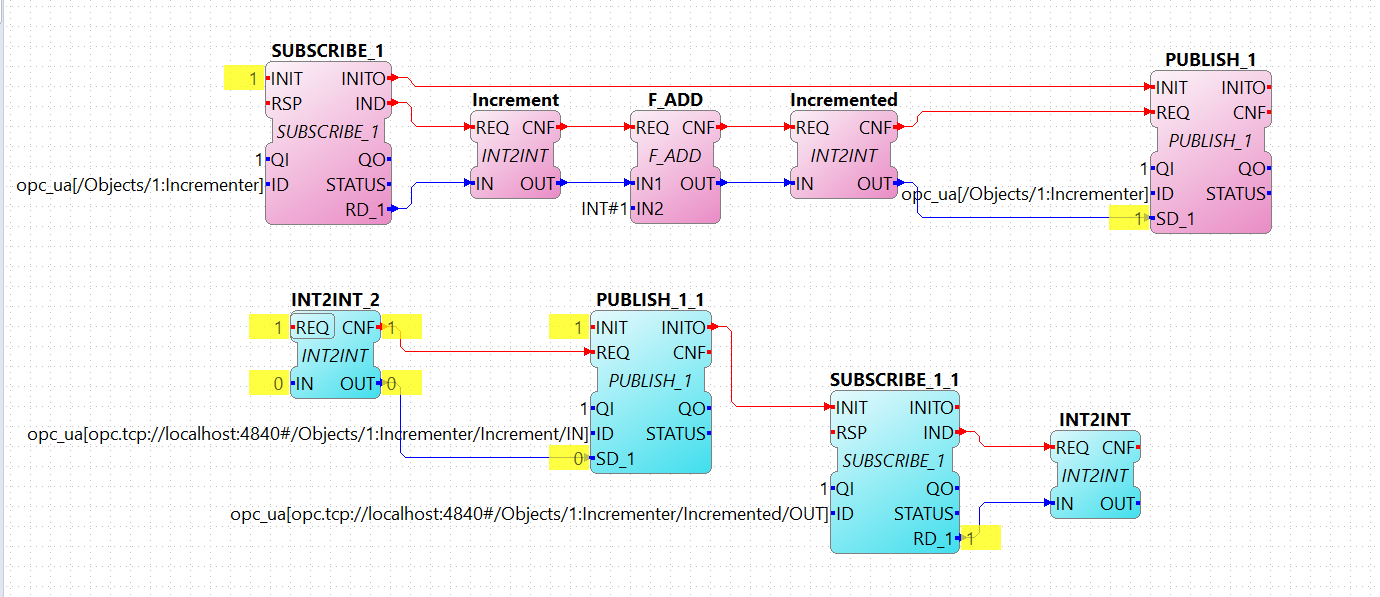 SUBSCRIBE_1
1 INIT INITO
RSP IND
SUBSCRIBE_1
1 QI QO
opc_ua[/Objects/1:Incrementer] ID STATUS
RD_1
Increment
REQ CNF
INT2INT
IN OUT
F_ADD
REQ CNF
F_ADD
IN1 OUT
INT#1 IN2
Incremented
REQ CNF
INT2INT
IN OUT
PUBLISH_1
INIT INITO
REQ CNF
PUBLISH_1
1 QI QO
opc_ua[/Objects/1:Incrementer] ID STATUS
1 SD_1
INT2INT_2
1 REQ CNF 1
INT2INT
0 IN OUT 0
PUBLISH_1_1
1 INIT INITO
REQ CNF
PUBLISH_1
1 QI QO
opc_ua[opc.tcp://localhost:4840#/Objects/1:Incrementer/Increment/IN] ID STATUS
0 SD_1
SUBSCRIBE_1_1
INIT INITO
RSP IND
SUBSCRIBE_1
1 QI QO
opc_ua[opc.tcp://localhost:4840#/Objects/1:Incrementer/Incremented/OUT] ID STATUS
RD_1 1
INT2INT
REQ CNF
INT2INT
IN OUT